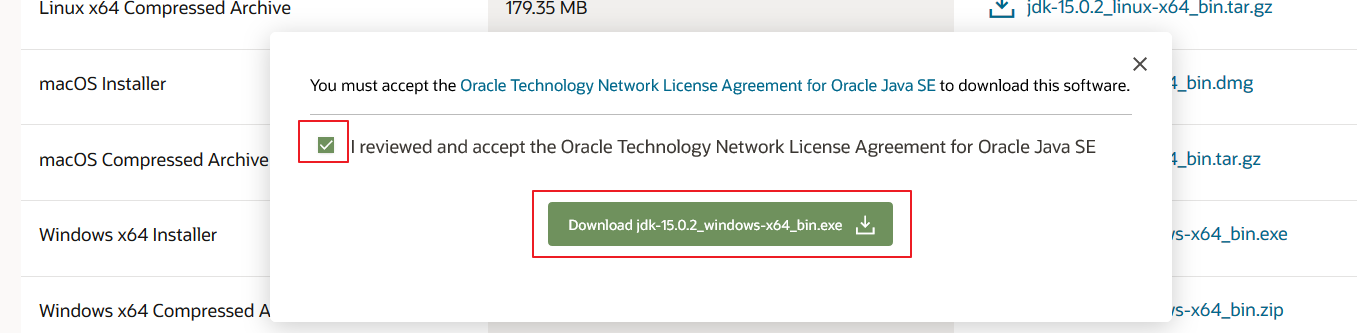 Linux x64 Compressed Archive 179.35 MB jdk-15.0.2_linux-x64_bin.tar.gz
You must accept the Oracle Technology Network License Agreement for Oracle Java SE to download this software.
macOS Installer 4_bin.dmg
I reviewed and accept the Oracle Technology Network License Agreement for Oracle Java SE
macOS Compressed Archive 4_bin.tar.gz
Download jdk-15.0.2_windows-x64_bin.exe
Windows x64 Installer s-x64_bin.exe
Windows x64 Compressed A s-x64_bin.zip